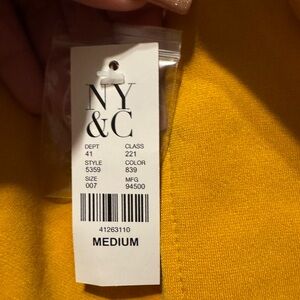 NY
&C
DEPT CLASS
41 221
STYLE COLOR
5359 839
SIZE MFG
007 94500
41263110
MEDIUM